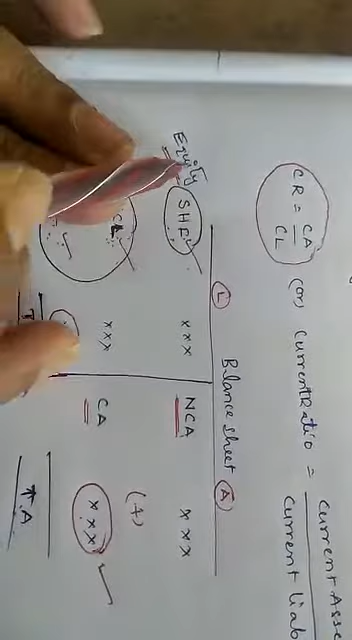 CR = CA / CL (or) Current Ratio = Current Asse / Current Liab
Balance sheet
L A
Equity
SHF xxx NCA xxx
(+)
CL xxx CA xxx
T A